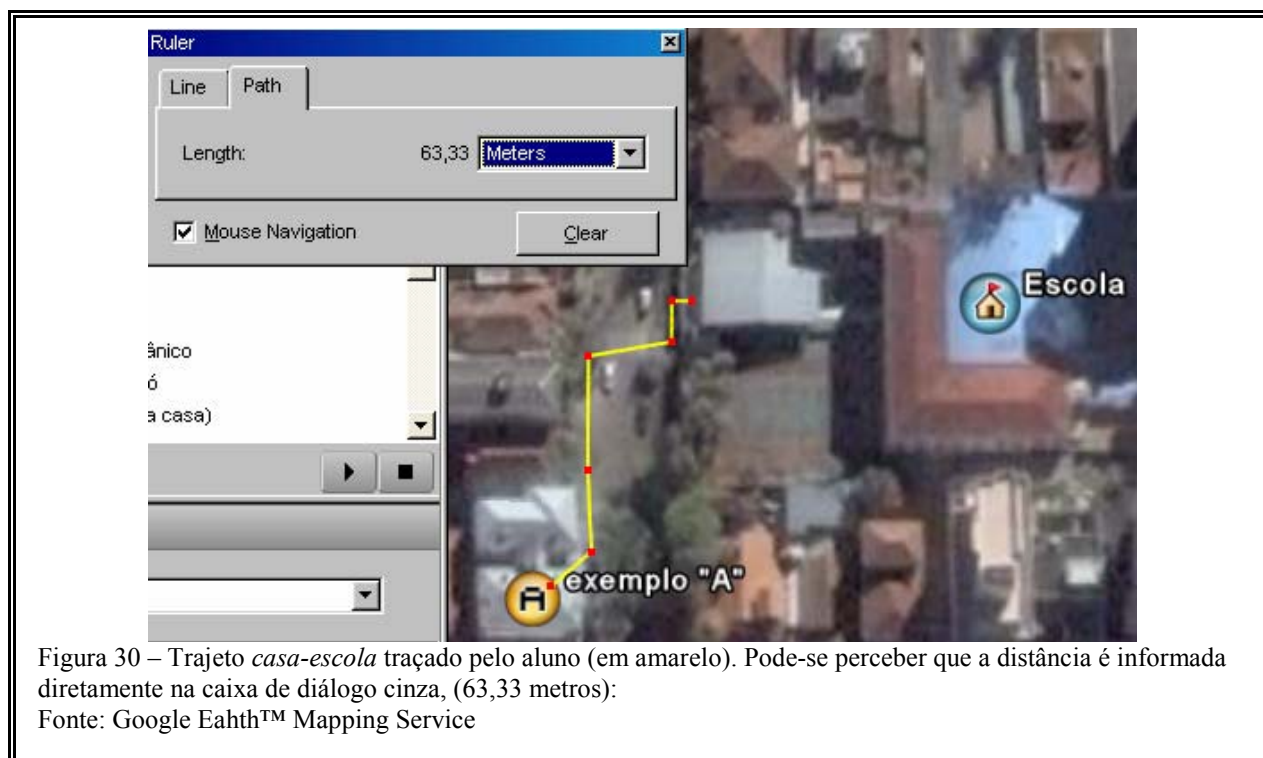 Ruler
Line Path
Length: 63,33 Meters
Mouse Navigation Clear
Escola
ânico
ó
a casa)
exemplo "A"
Figura 30 – Trajeto casa-escola traçado pelo aluno (em amarelo). Pode-se perceber que a distância é informada
diretamente na caixa de diálogo cinza, (63,33 metros):
Fonte: Google Eahth™ Mapping Service